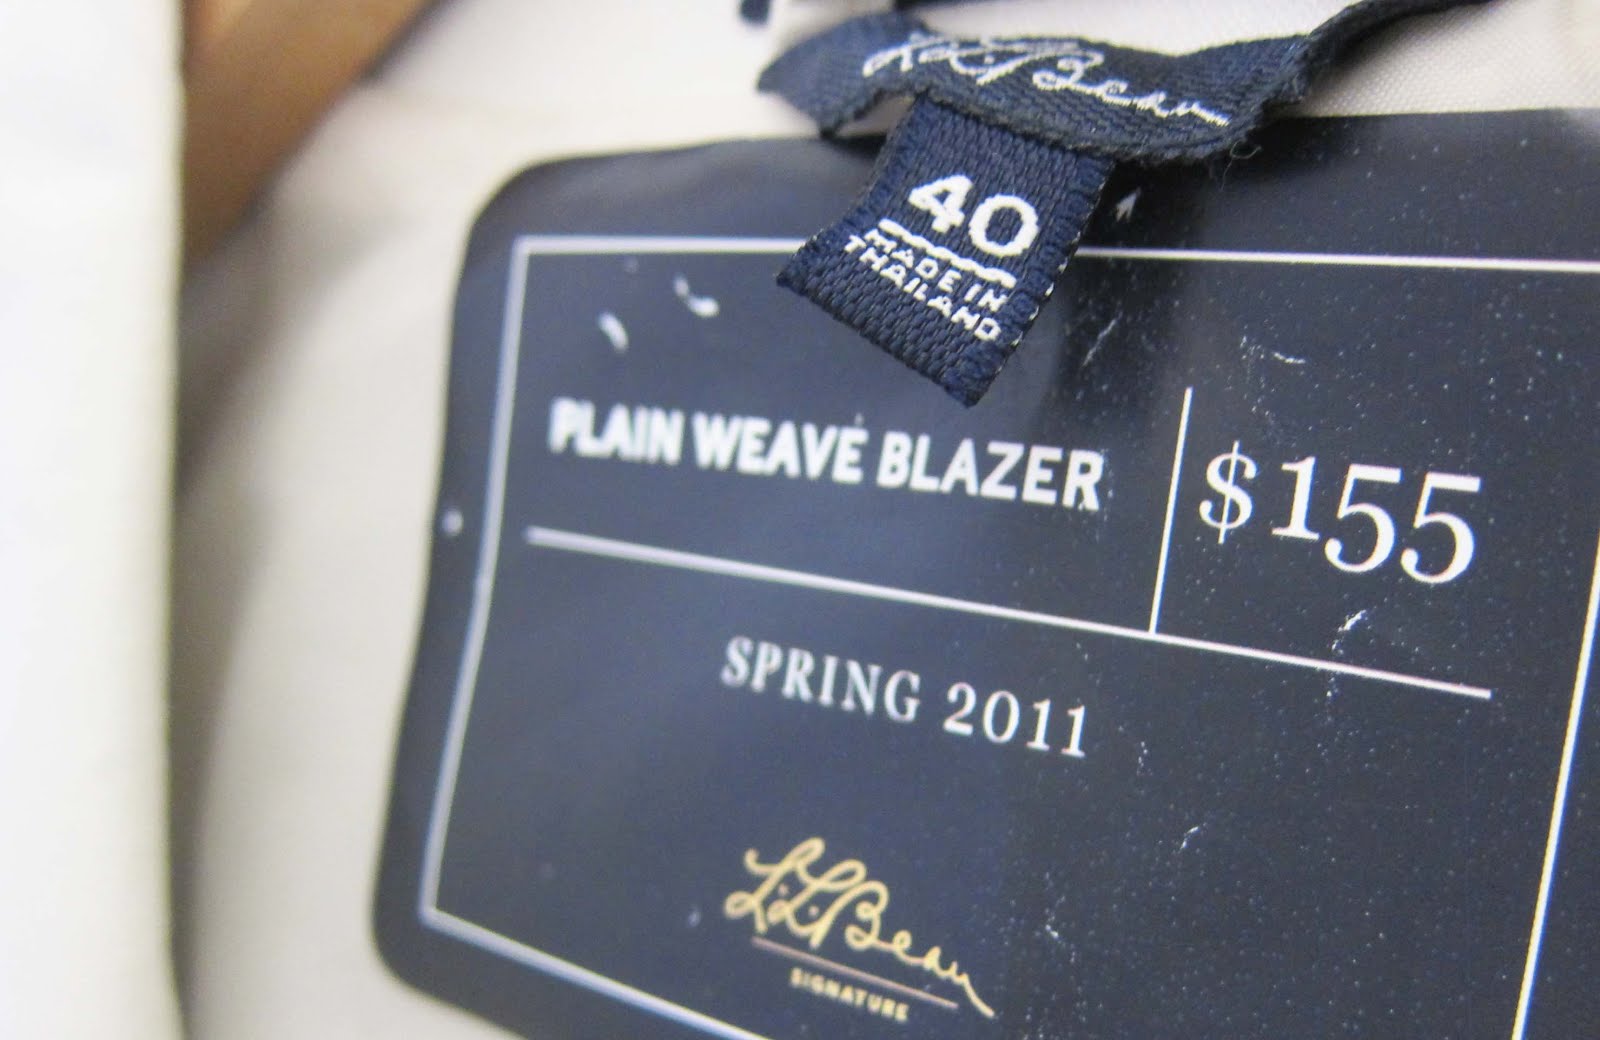 L.L.Bean
40
MADE IN
THAILAND
PLAIN WEAVE BLAZER
$155
SPRING 2011
L.L.Bean
SIGNATURE